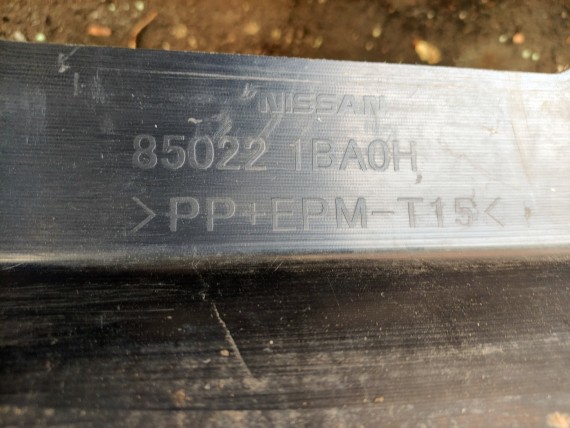 NISSAN
85022 1BA0H
>PP+EPM-T15<